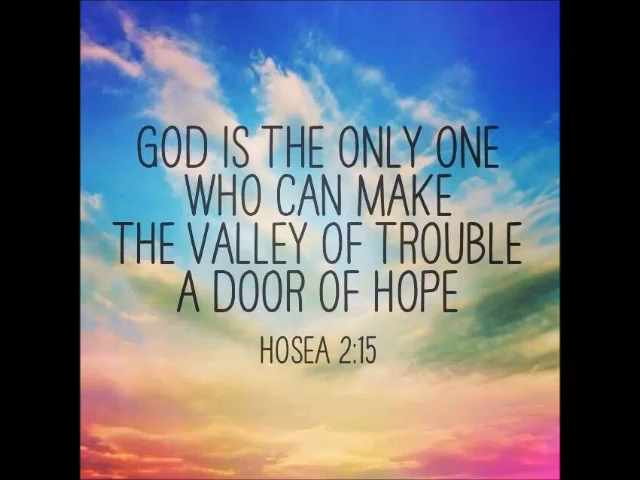 GOD IS THE ONLY ONE
WHO CAN MAKE
THE VALLEY OF TROUBLE
A DOOR OF HOPE
HOSEA 2:15